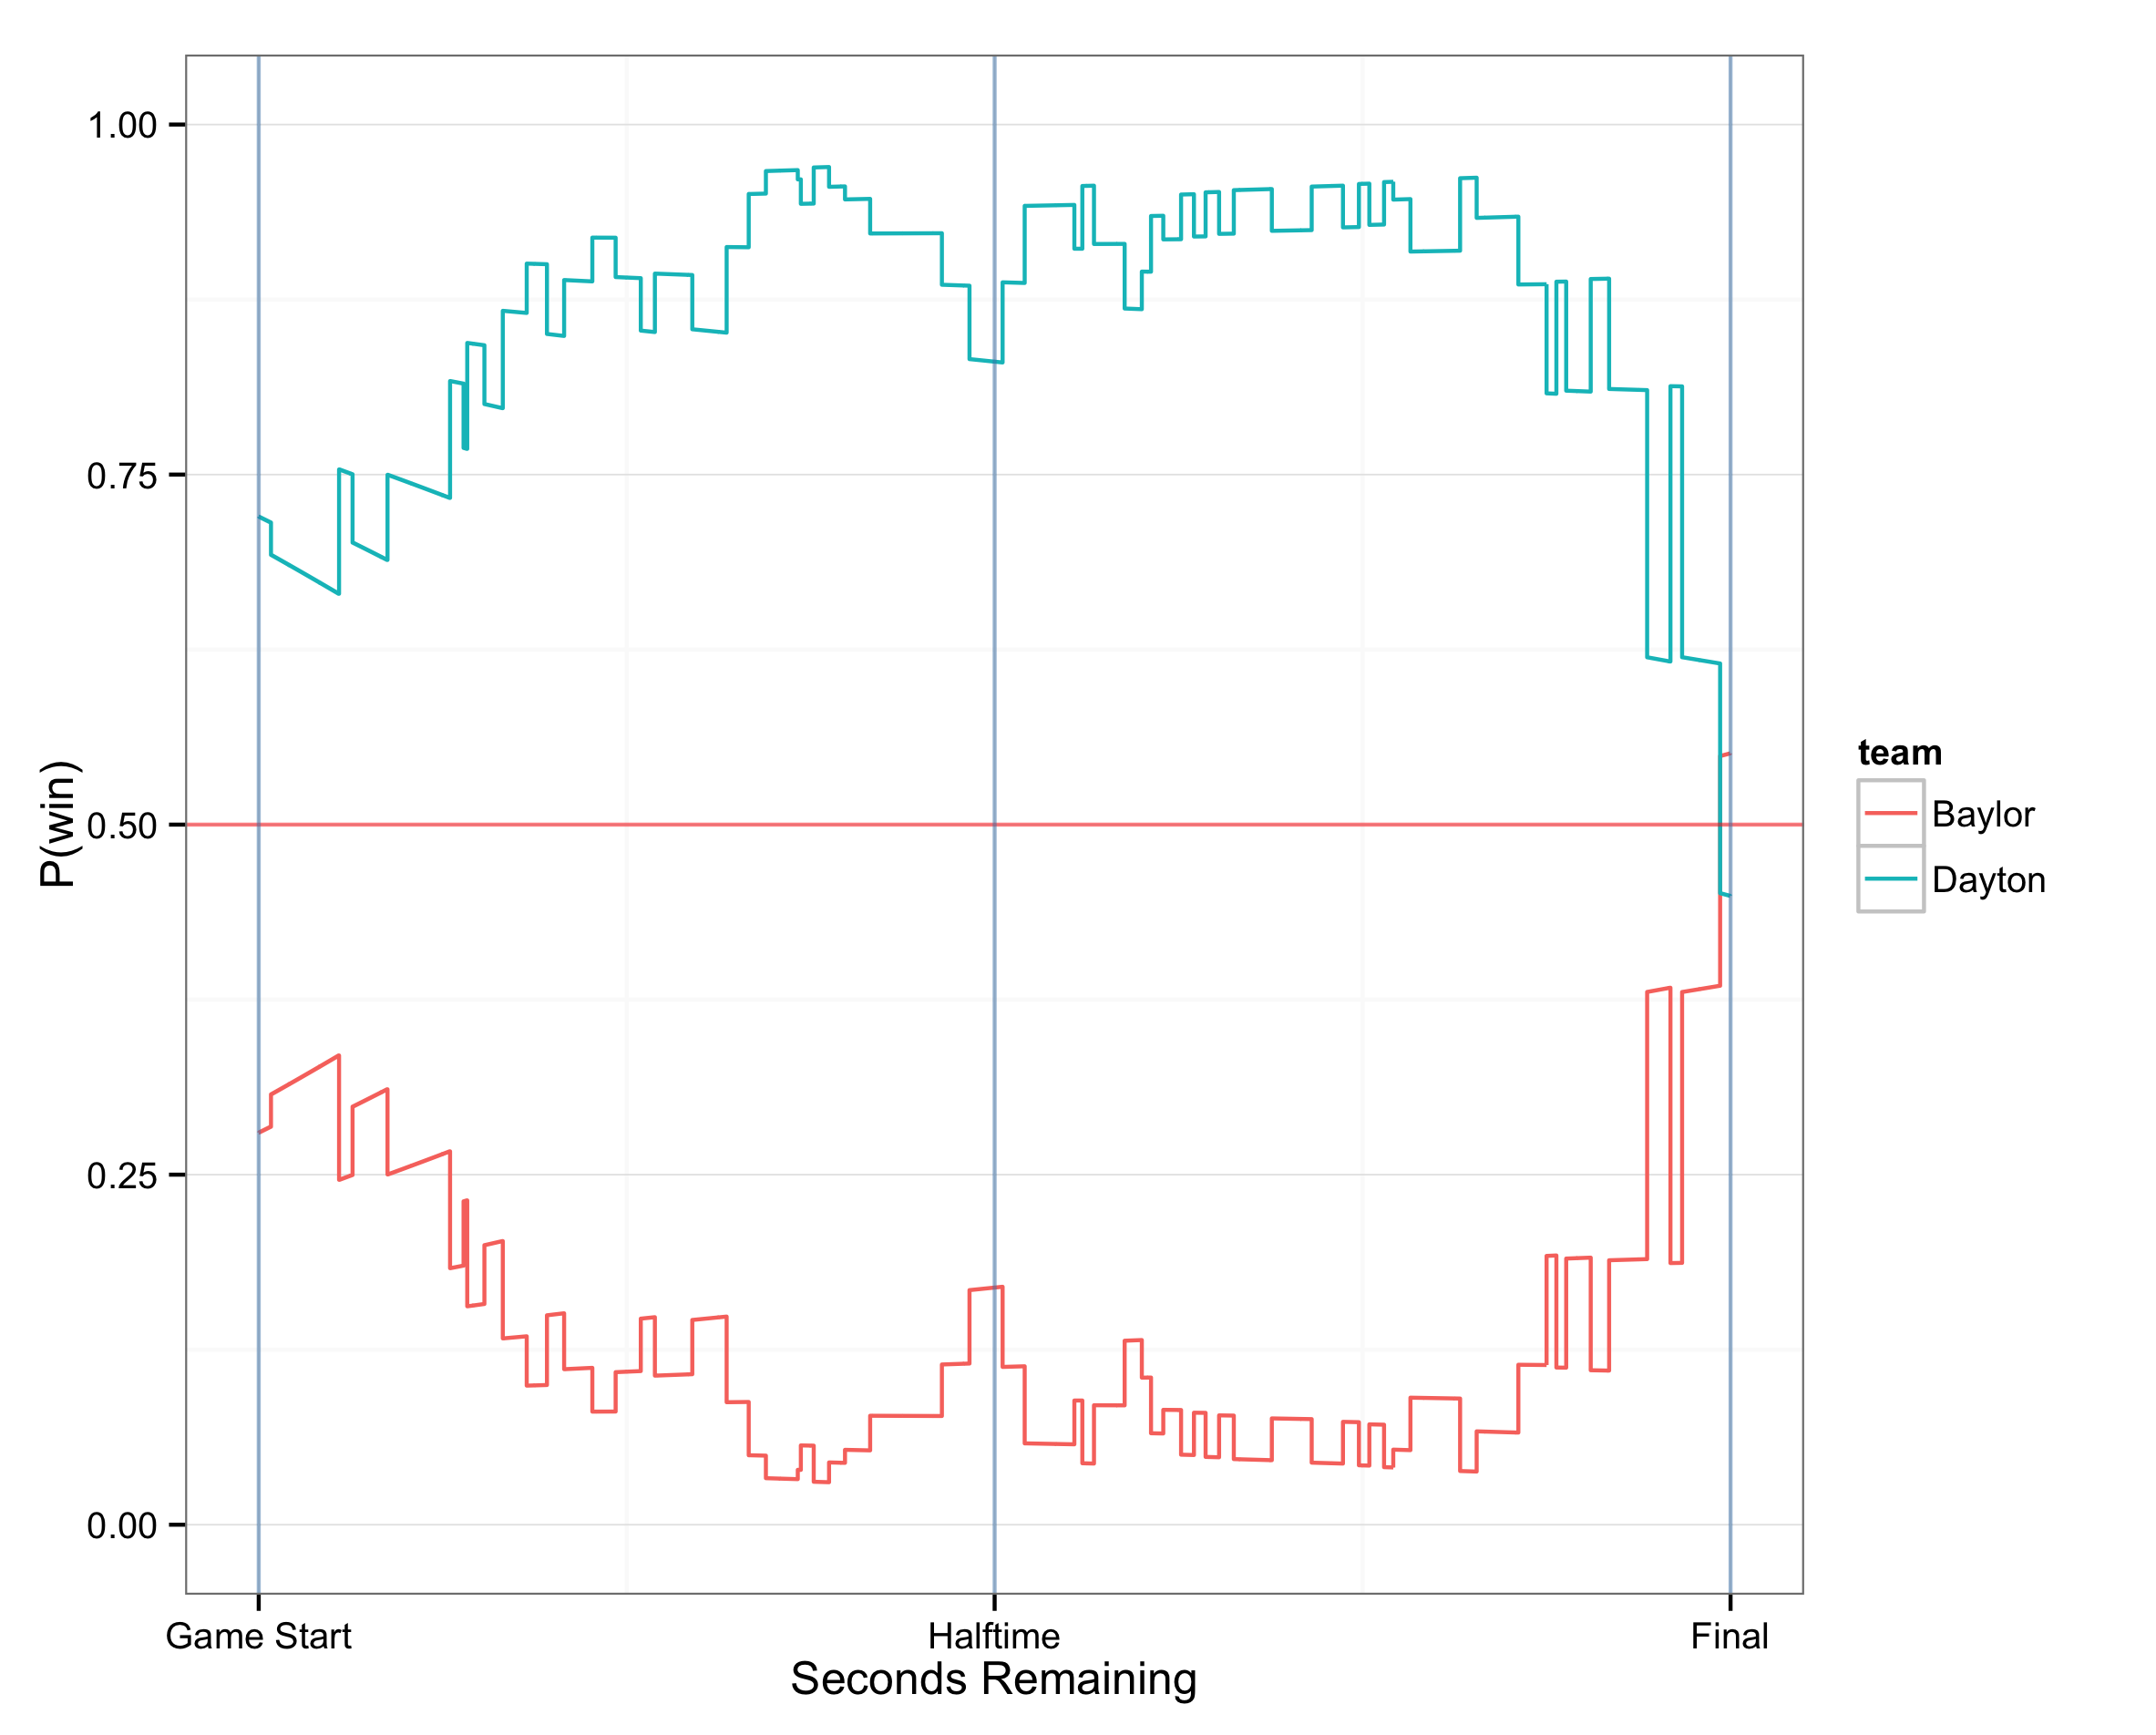 1.00
0.75
0.50
0.25
0.00
P(win)
Game Start
Halftime
Final
Seconds Remaining
team
Baylor
Dayton